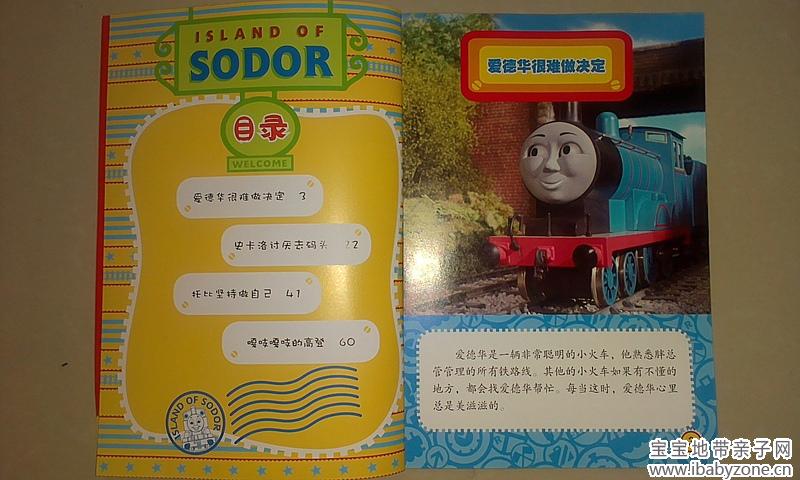 ISLAND OF
SODOR
目录
WELCOME
爱德华很难做决定 3
史卡洛讨厌去码头 22
托比坚持做自己 41
嘎吱嘎吱的高登 60
ISLAND OF SODOR
爱德华很难做决定
爱德华是一辆非常聪明的小火车，他熟悉胖总
管管理的所有铁路线。其他的小火车如果有不懂的
地方，都会找爱德华帮忙。每当这时，爱德华心里
总是美滋滋的。
宝宝地带亲子网
www.ibabyzone.cn